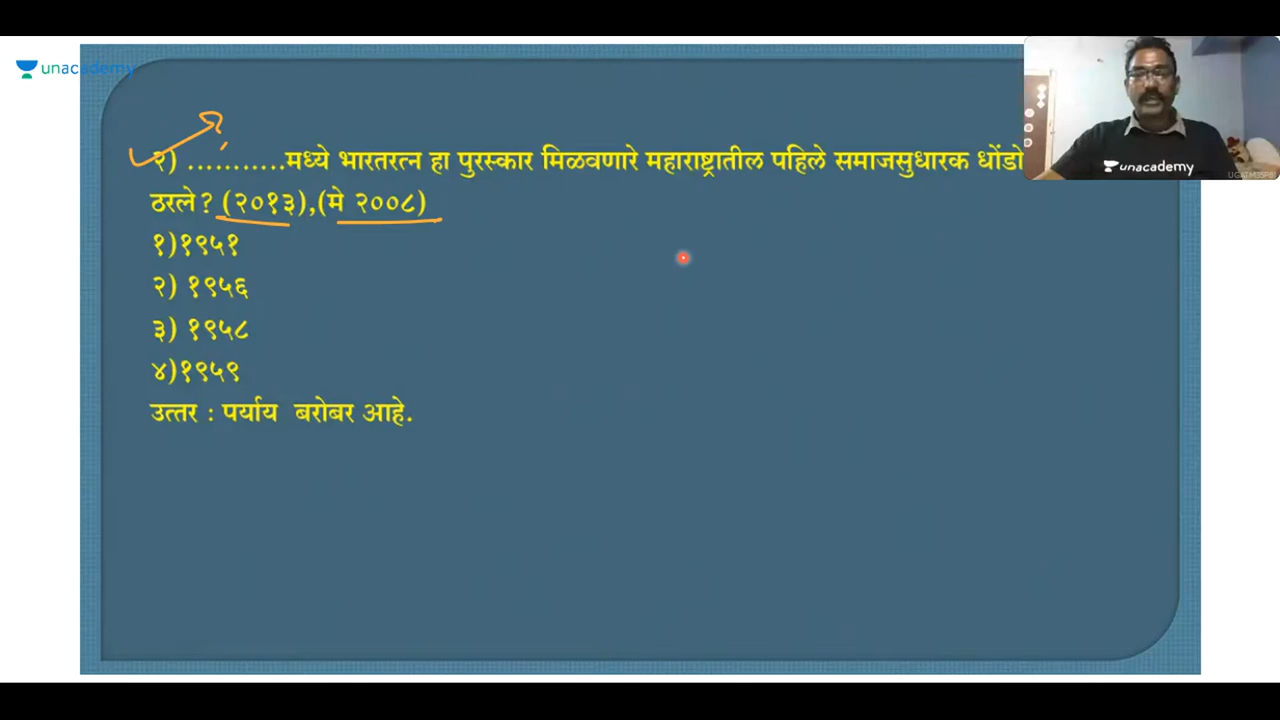 unacademy
२) ...........मध्ये भारतरत्न हा पुरस्कार मिळवणारे महाराष्ट्रातील पहिले समाजसुधारक धोंडो
ठरले? (२०१३),(मे २००८)
१)१९५१
२) १९५६
३) १९५८
४)१९५९
उत्तर : पर्याय  बरोबर आहे.
unacademy